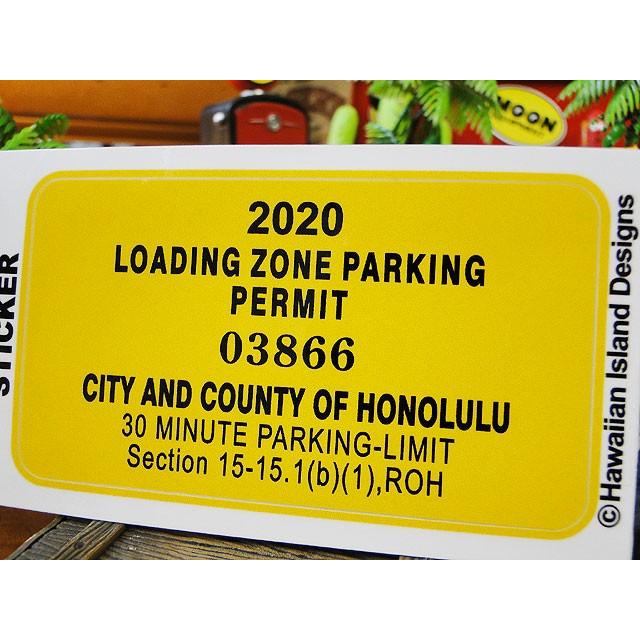 2020
LOADING ZONE PARKING
PERMIT
03866
CITY AND COUNTY OF HONOLULU
30 MINUTE PARKING-LIMIT
Section 15-15.1(b)(1),ROH
STICKER
©Hawaiian Island Designs
MOON